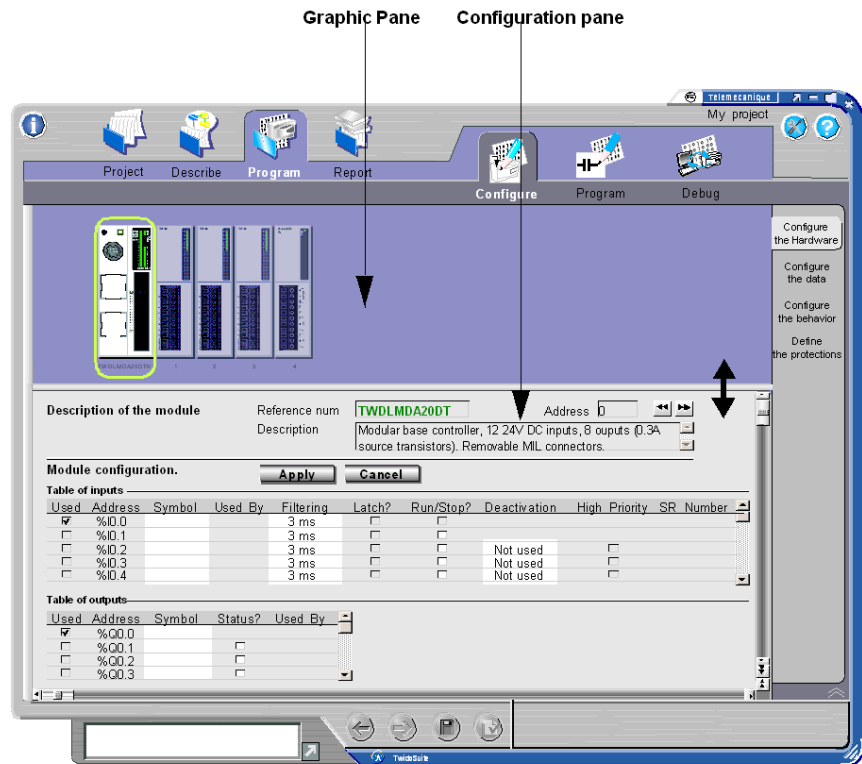 Graphic Pane Configuration pane
Telemecanique
My project
Project Describe Program Report
Configure Program Debug
Configure
the Hardware
Configure
the data
Configure
the behavior
Define
the protections
1 2 3 4
Description of the module Reference num TWDLMDA20DT Address 0
Description Modular base controller, 12 24V DC inputs, 8 ouputs (0.3A
source transistors). Removable MIL connectors.
Module configuration. Apply Cancel
Table of inputs
Used Address Symbol Used By Filtering Latch? Run/Stop? Deactivation High Priority SR Number
%I0.0 3 ms
%I0.1 3 ms
%I0.2 3 ms Not used
%I0.3 3 ms Not used
%I0.4 3 ms Not used
Table of outputs
Used Address Symbol Status? Used By
%Q0.0
%Q0.1
%Q0.2
%Q0.3
TwidoSuite